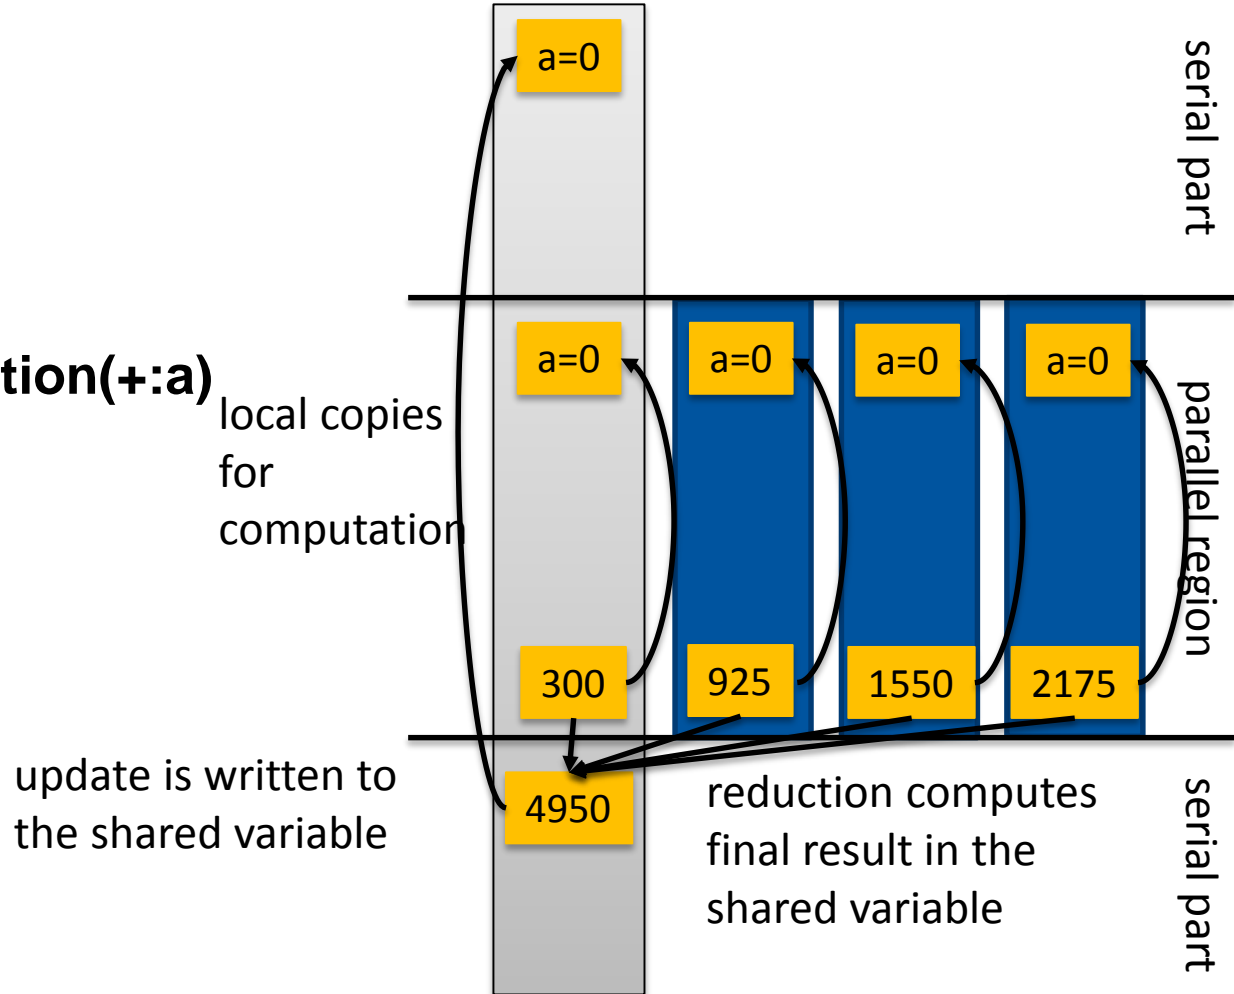 a=0
serial part
a=0
a=0
a=0
a=0
tion(+:a)
local copies
for
computation
parallel region
300
925
1550
2175
update is written to
the shared variable
4950
reduction computes
final result in the
shared variable
serial part